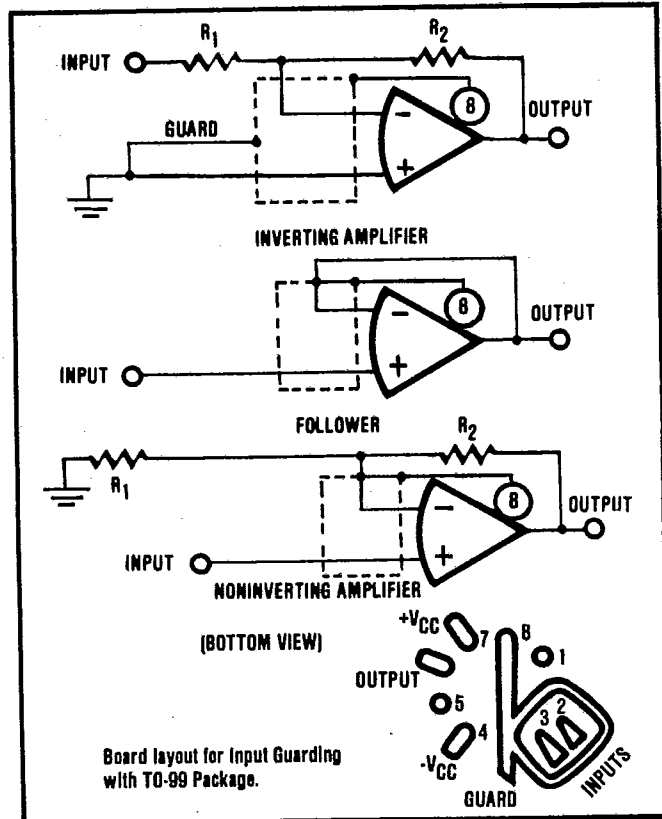 R1
R2
INPUT
8
OUTPUT
GUARD
−
+
INVERTING AMPLIFIER
8
OUTPUT
−
+
INPUT
FOLLOWER
R2
R1
8
OUTPUT
−
+
INPUT
NONINVERTING AMPLIFIER
(BOTTOM VIEW)
+VCC
7
8
1
OUTPUT
5
3 2
4
-VCC
INPUTS
GUARD
Board layout for Input Guarding
with TO-99 Package.